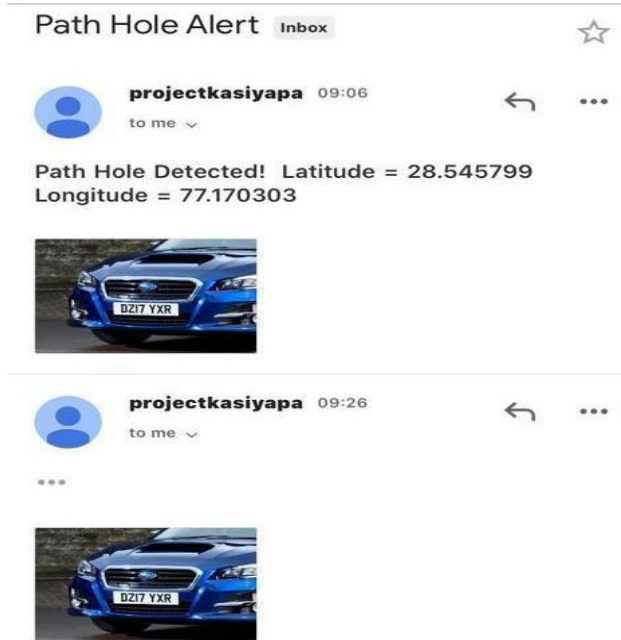 Path Hole Alert Inbox
projectkasiyapa 09:06
to me
Path Hole Detected! Latitude = 28.545799
Longitude = 77.170303
DZ17 YXR
projectkasiyapa 09:26
to me
DZ17 YXR